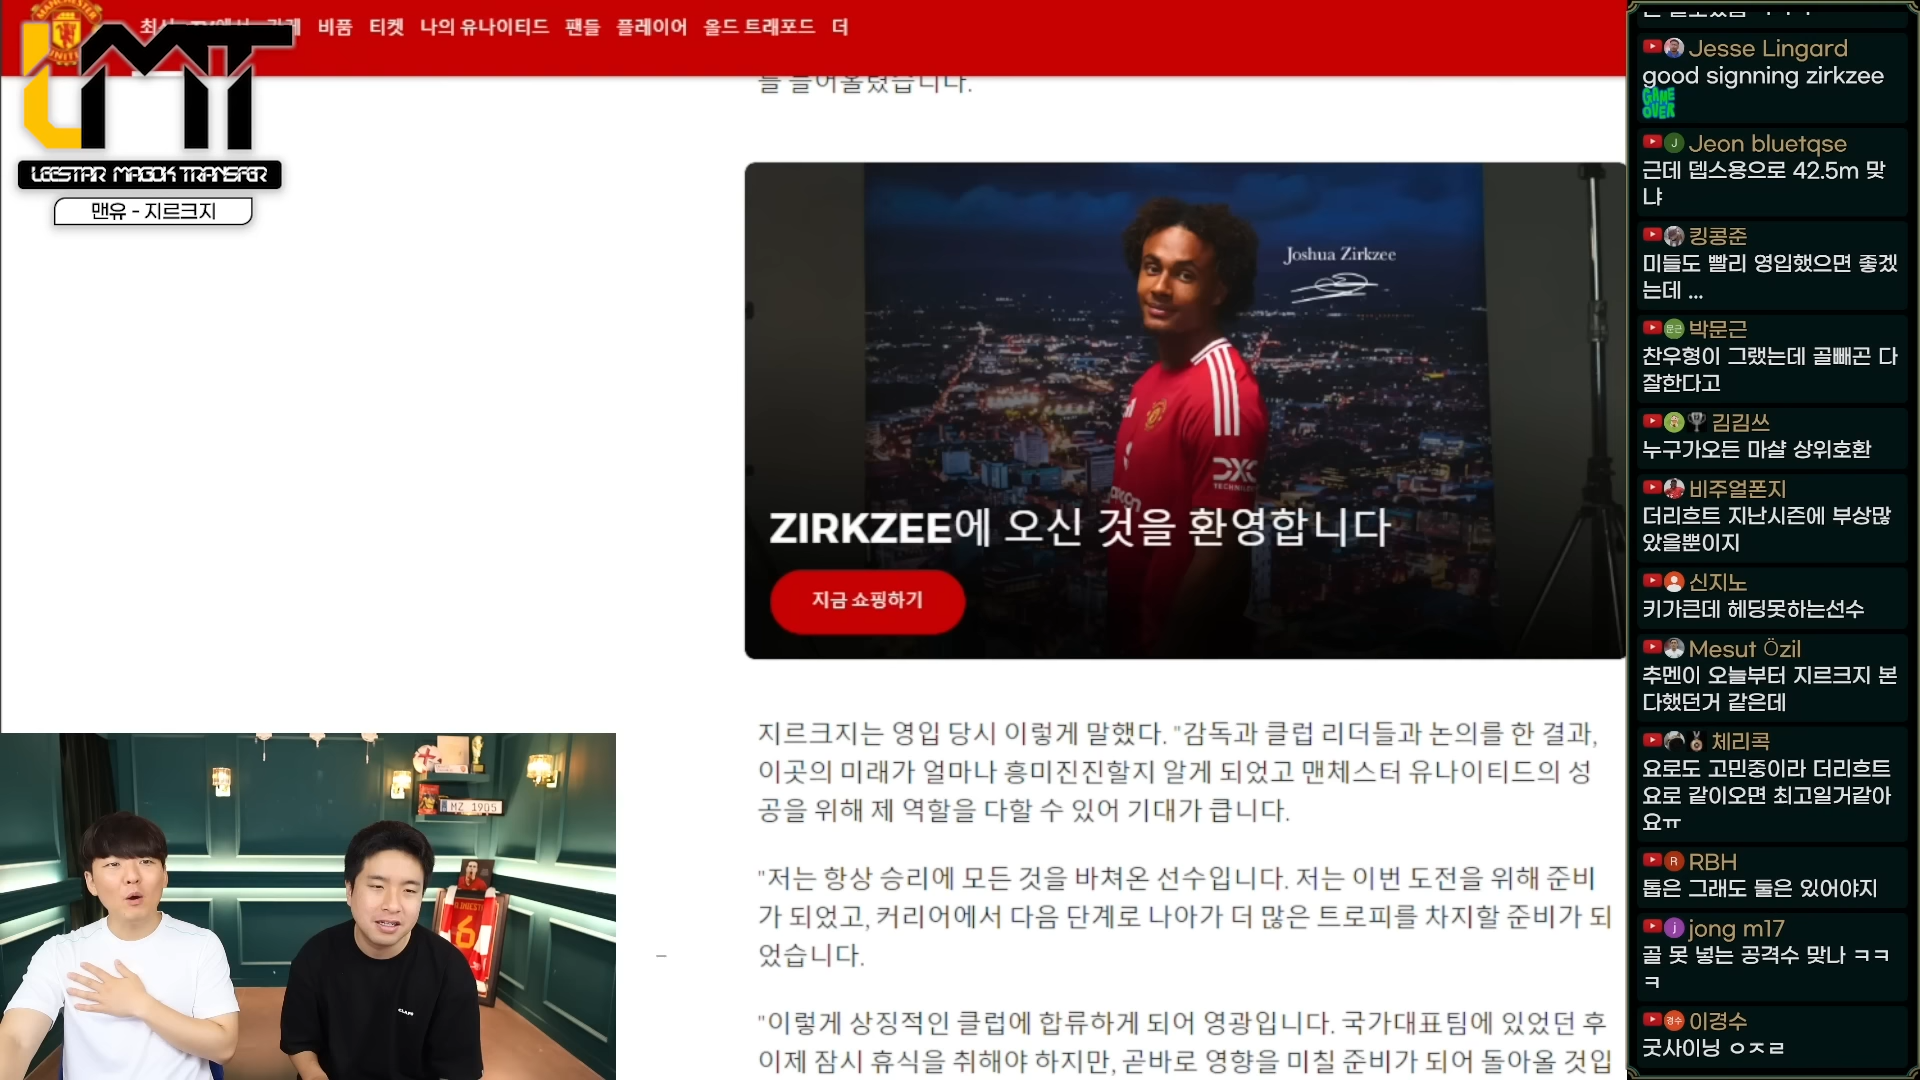 비품 티켓 나의 유나이티드 팬들 플레이어 올드 트래포드 더
LMT
LEESTAR MAGOK TRANSFER
맨유 - 지르크지
를 들어올렸습니다.
Joshua Zirkzee
DXC
TECHNOLOGY
ZIRKZEE에 오신 것을 환영합니다
지금 쇼핑하기
지르크지는 영입 당시 이렇게 말했다. "감독과 클럽 리더들과 논의를 한 결과,
이곳의 미래가 얼마나 흥미진진할지 알게 되었고 맨체스터 유나이티드의 성
공을 위해 제 역할을 다할 수 있어 기대가 큽니다.
"저는 항상 승리에 모든 것을 바쳐온 선수입니다. 저는 이번 도전을 위해 준비
가 되었고, 커리어에서 다음 단계로 나아가 더 많은 트로피를 차지할 준비가 되
었습니다.
"이렇게 상징적인 클럽에 합류하게 되어 영광입니다. 국가대표팀에 있었던 후
이제 잠시 휴식을 취해야 하지만, 곧바로 영향을 미칠 준비가 되어 돌아올 것입
MZ 1905
6
Jesse Lingard
good signning zirkzee
GAME OVER
Jeon bluetqse
근데 뎁스용으로 42.5m 맞
냐
킹콩준
미들도 빨리 영입했으면 좋겠
는데 ...
박문근
찬우형이 그랬는데 골빼곤 다
잘한다고
김김쓰
누구가오든 마샬 상위호환
비주얼폰지
더리흐트 지난시즌에 부상많
았을뿐이지
신지노
키가큰데 헤딩못하는선수
Mesut Özil
추멘이 오늘부터 지르크지 본
다했던거 같은데
체리콕
요로도 고민중이라 더리흐트
요로 같이오면 최고일거같아
요ㅠ
RBH
톱은 그래도 둘은 있어야지
jong m17
골 못 넣는 공격수 맞나 ㅋㅋ
ㅋ
이경수
굿사이닝 ㅇㅈㄹ